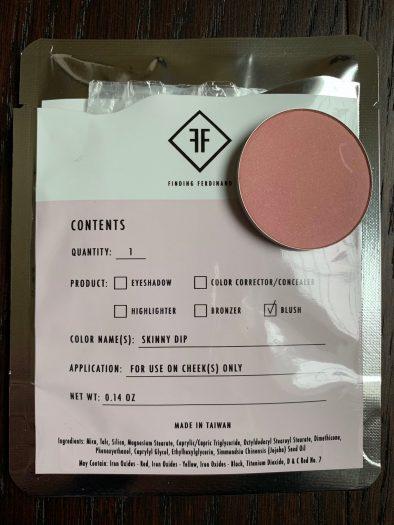 FF
FINDING FERDINAND
CONTENTS
QUANTITY: 1
PRODUCT: EYESHADOW COLOR CORRECTOR/CONCEALER
HIGHLIGHTER BRONZER √ BLUSH
COLOR NAME(S): SKINNY DIP
APPLICATION: FOR USE ON CHEEK(S) ONLY
NET WT: 0.14 OZ
MADE IN TAIWAN
Ingredients: Mica, Talc, Silica, Magnesium Stearate, Caprylic/Capric Triglyceride, Octyldodecyl Stearoyl Stearate, Dimethicone,
Phenoxyethanol, Caprylyl Glycol, Ethylhexylglycerin, Simmondsia Chinensis (Jojoba) Seed Oil
May Contain: Iron Oxides - Red, Iron Oxides - Yellow, Iron Oxides - Black, Titanium Dioxide, D & C Red No. 7